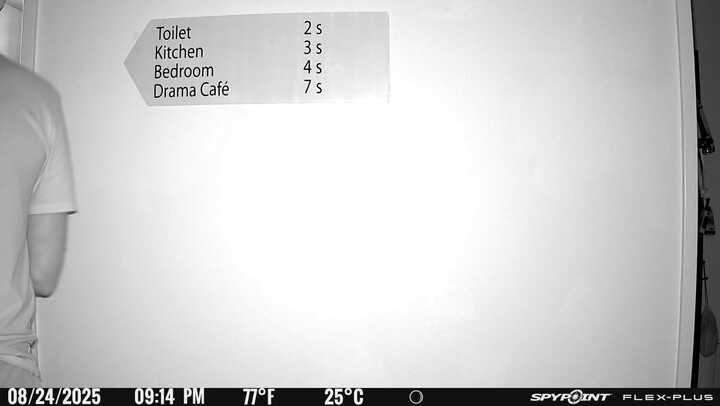 Toilet 2 s
Kitchen 3 s
Bedroom 4 s
Drama Café 7 s
08/24/2025 09:14 PM 77°F 25°C SPYPOINT FLEX-PLUS